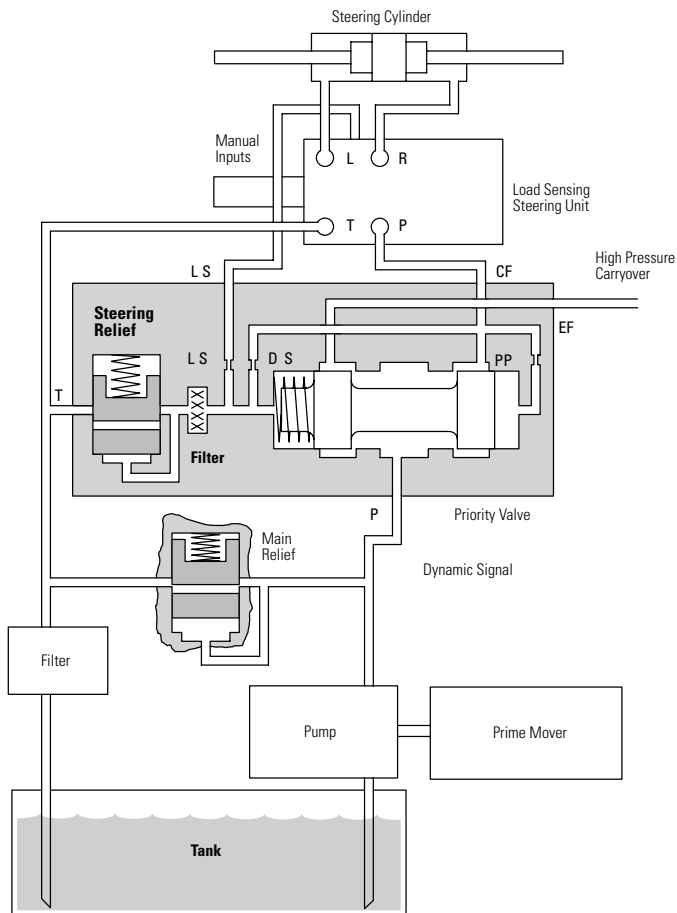 Steering Cylinder
Manual
Inputs
L
R
Load Sensing
Steering Unit
T
P
High Pressure
Carryover
L S
CF
Steering
Relief
EF
L S
D S
PP
T
Filter
P
Priority Valve
Main
Relief
Dynamic Signal
Filter
Pump
Prime Mover
Tank